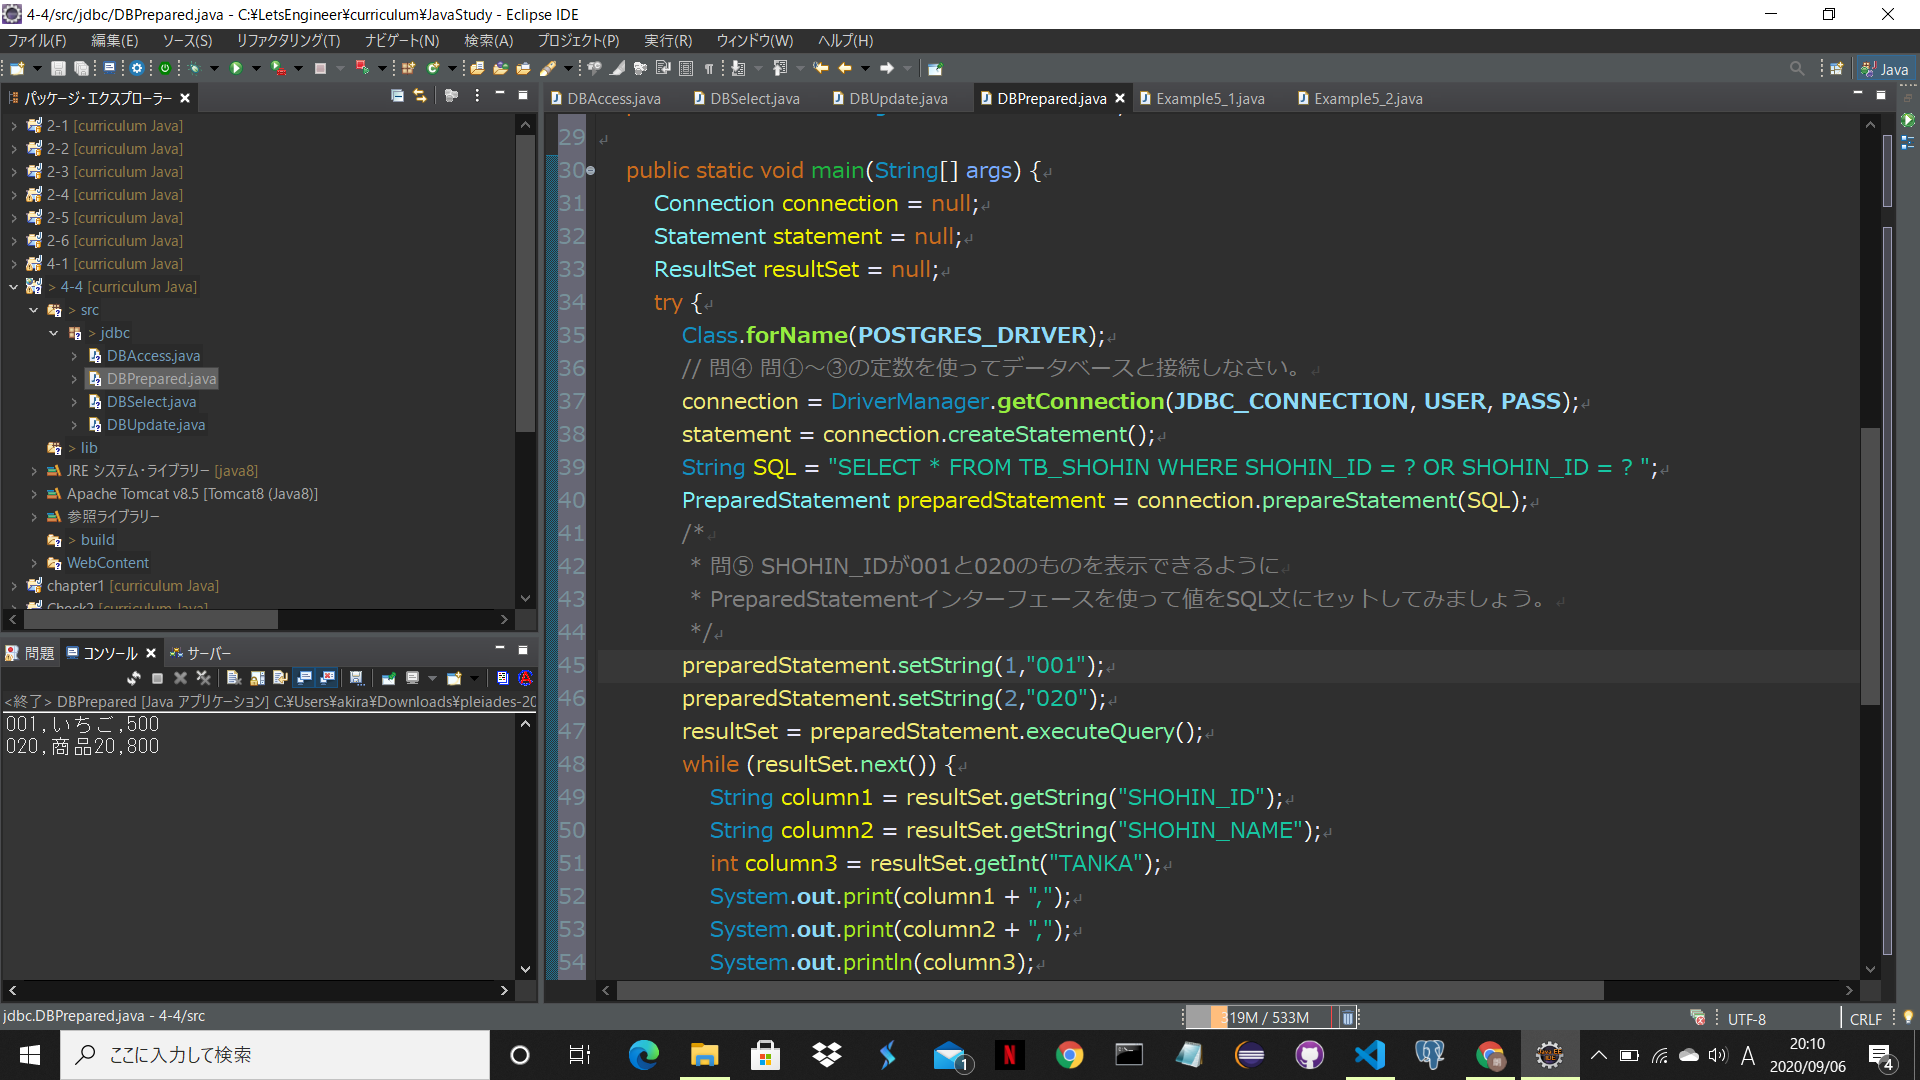 4-4/src/jdbc/DBPrepared.java - C:¥LetsEngineer¥curriculum¥JavaStudy - Eclipse IDE
ファイル(F) 編集(E) ソース(S) リファクタリング(T) ナビゲート(N) 検索(A) プロジェクト(P) 実行(R) ウィンドウ(W) ヘルプ(H)
Java
パッケージ・エクスプローラー
2-1 [curriculum Java]
2-2 [curriculum Java]
2-3 [curriculum Java]
2-4 [curriculum Java]
2-5 [curriculum Java]
2-6 [curriculum Java]
4-1 [curriculum Java]
> 4-4 [curriculum Java]
> src
> jdbc
DBAccess.java
DBPrepared.java
DBSelect.java
DBUpdate.java
> lib
JRE システム・ライブラリー [java8]
Apache Tomcat v8.5 [Tomcat8 (Java8)]
参照ライブラリー
> build
WebContent
chapter1 [curriculum Java]
Check2 [curriculum Java]
問題 コンソール サーバー
<終了> DBPrepared [Java アプリケーション] C:¥Users¥akira¥Downloads¥pleiades-20
001,いちご,500
020,商品20,800
DBAccess.java DBSelect.java DBUpdate.java DBPrepared.java Example5_1.java Example5_2.java
29
30 public static void main(String[] args) {
31 Connection connection = null;
32 Statement statement = null;
33 ResultSet resultSet = null;
34 try {
35 Class.forName(POSTGRES_DRIVER);
36 // 問④ 問①～③の定数を使ってデータベースと接続しなさい。
37 connection = DriverManager.getConnection(JDBC_CONNECTION, USER, PASS);
38 statement = connection.createStatement();
39 String SQL = "SELECT * FROM TB_SHOHIN WHERE SHOHIN_ID = ? OR SHOHIN_ID = ? ";
40 PreparedStatement preparedStatement = connection.prepareStatement(SQL);
41 /*
42 * 問⑤ SHOHIN_IDが001と020のものを表示できるように
43 * PreparedStatementインターフェースを使って値をSQL文にセットしてみましょう。
44 */
45 preparedStatement.setString(1,"001");
46 preparedStatement.setString(2,"020");
47 resultSet = preparedStatement.executeQuery();
48 while (resultSet.next()) {
49 String column1 = resultSet.getString("SHOHIN_ID");
50 String column2 = resultSet.getString("SHOHIN_NAME");
51 int column3 = resultSet.getInt("TANKA");
52 System.out.print(column1 + ",");
53 System.out.print(column2 + ",");
54 System.out.println(column3);
jdbc.DBPrepared.java - 4-4/src
319M / 533M
UTF-8
CRLF
ここに入力して検索
1
N
A
20:10
2020/09/06
4